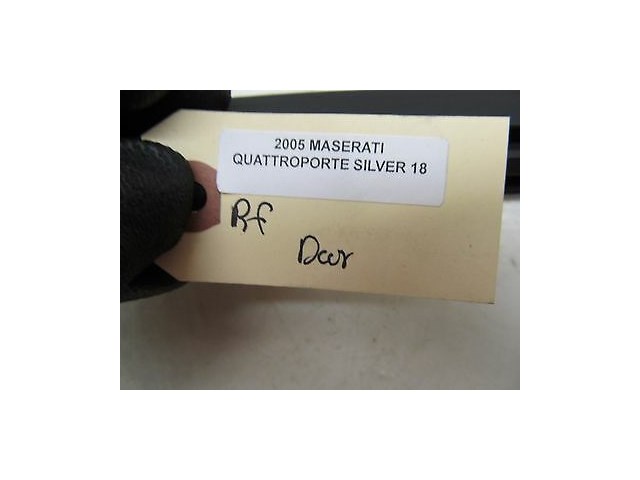 2005 MASERATI
QUATTROPORTE SILVER 18
Rf
Door